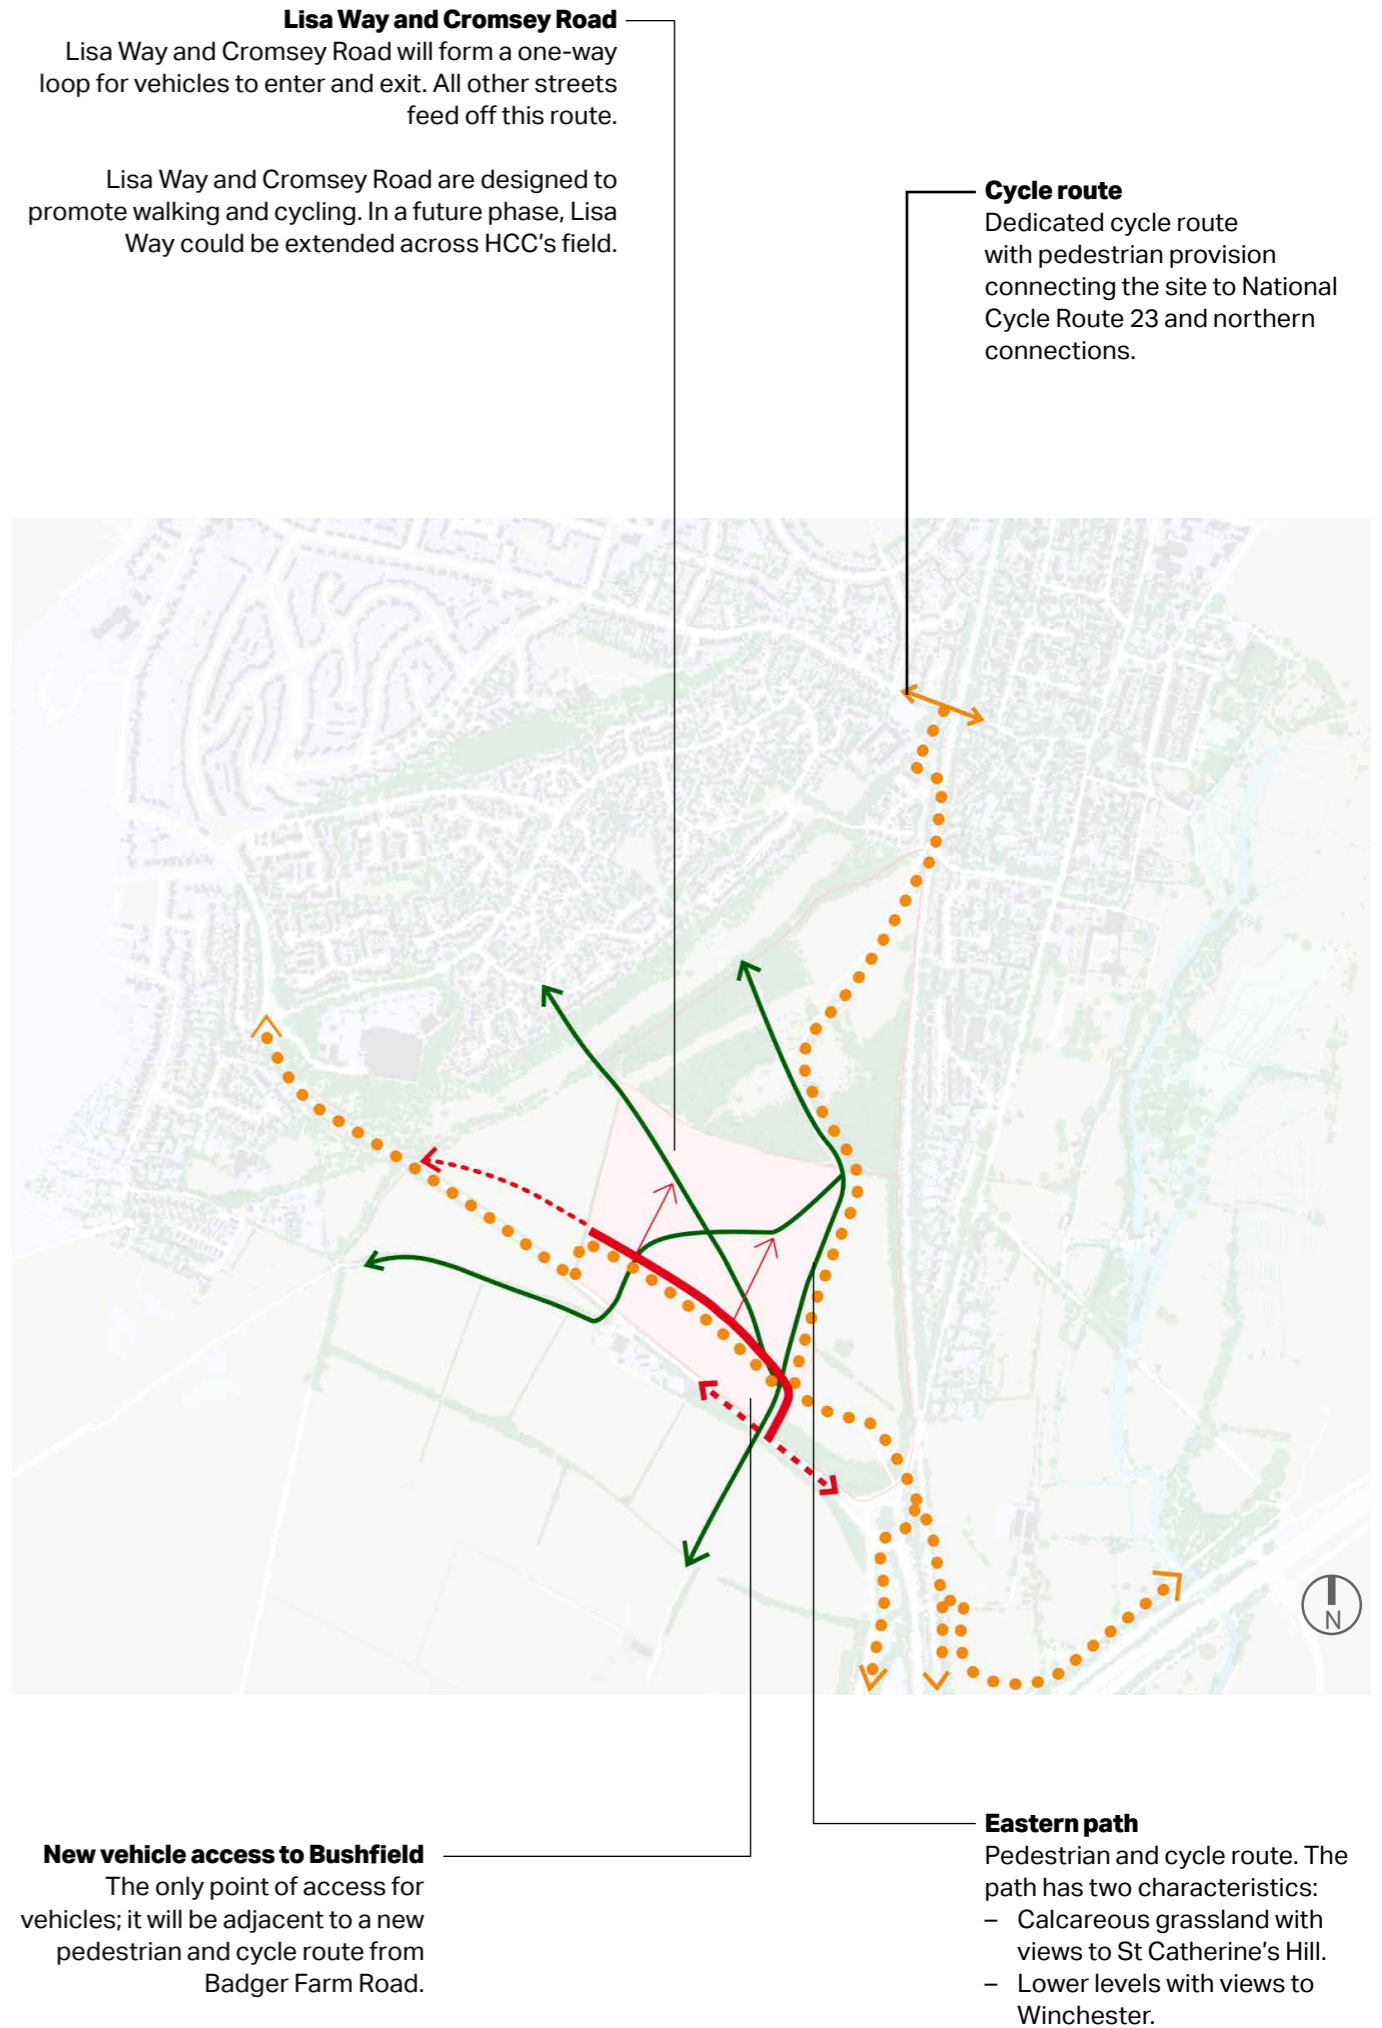 Lisa Way and Cromsey Road
Lisa Way and Cromsey Road will form a one-way
loop for vehicles to enter and exit. All other streets
feed off this route.
Lisa Way and Cromsey Road are designed to
promote walking and cycling. In a future phase, Lisa
Way could be extended across HCC’s field.
Cycle route
Dedicated cycle route
with pedestrian provision
connecting the site to National
Cycle Route 23 and northern
connections.
N
New vehicle access to Bushfield
The only point of access for
vehicles; it will be adjacent to a new
pedestrian and cycle route from
Badger Farm Road.
Eastern path
Pedestrian and cycle route. The
path has two characteristics:
– Calcareous grassland with
views to St Catherine’s Hill.
– Lower levels with views to
Winchester.